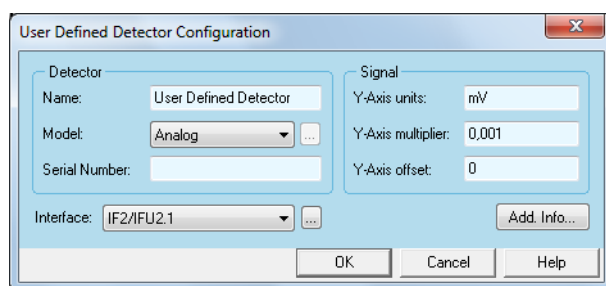 User Defined Detector Configuration
Detector
Name: User Defined Detector
Model: Analog ...
Serial Number:
Signal
Y-Axis units: mV
Y-Axis multiplier: 0,001
Y-Axis offset: 0
Interface: IF2/IFU2.1 ...
Add. Info...
OK Cancel Help